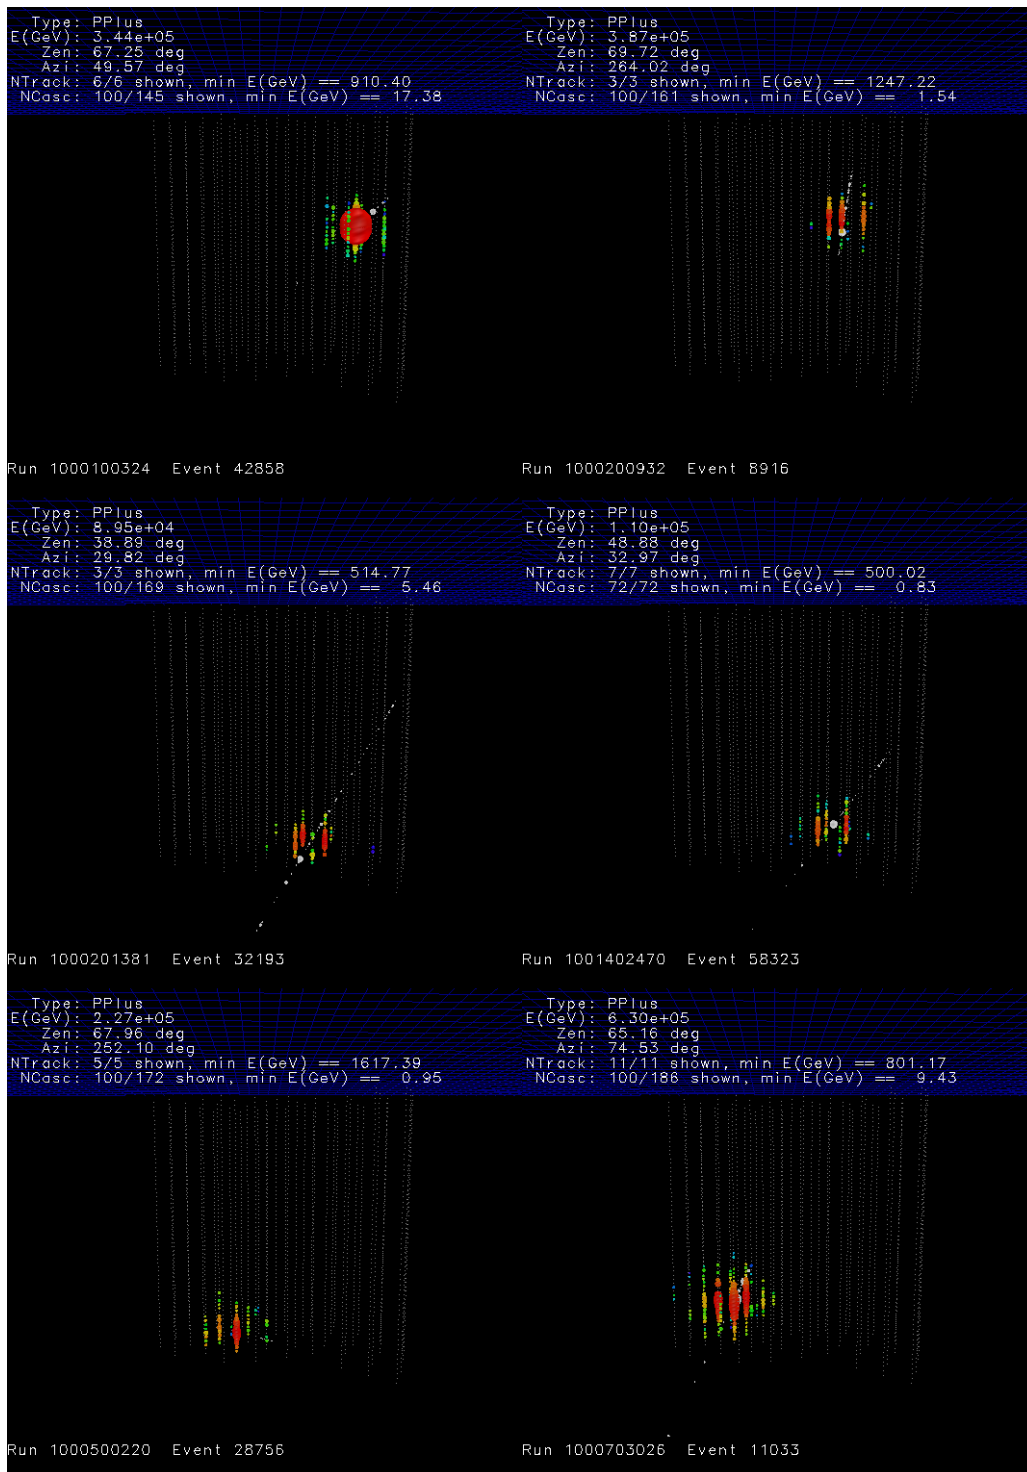 Type: PPlus
E(GeV): 3.44e+05
Zen: 67.25 deg
Azi: 49.57 deg
NTrack: 6/6 shown, min E(GeV) == 910.40
NCasc: 100/145 shown, min E(GeV) == 17.38
Run 1000100324 Event 42858
Type: PPlus
E(GeV): 3.87e+05
Zen: 69.72 deg
Azi: 264.02 deg
NTrack: 3/3 shown, min E(GeV) == 1247.22
NCasc: 100/161 shown, min E(GeV) == 1.54
Run 1000200932 Event 8916
Type: PPlus
E(GeV): 8.95e+04
Zen: 38.89 deg
Azi: 29.82 deg
NTrack: 3/3 shown, min E(GeV) == 514.77
NCasc: 100/169 shown, min E(GeV) == 5.46
Run 1000201381 Event 32193
Type: PPlus
E(GeV): 1.10e+05
Zen: 48.88 deg
Azi: 32.97 deg
NTrack: 7/7 shown, min E(GeV) == 500.02
NCasc: 72/72 shown, min E(GeV) == 0.83
Run 1001402470 Event 58323
Type: PPlus
E(GeV): 2.27e+05
Zen: 67.96 deg
Azi: 252.10 deg
NTrack: 5/5 shown, min E(GeV) == 1617.39
NCasc: 100/172 shown, min E(GeV) == 0.95
Run 1000500220 Event 28756
Type: PPlus
E(GeV): 6.30e+05
Zen: 65.16 deg
Azi: 74.53 deg
NTrack: 11/11 shown, min E(GeV) == 801.17
NCasc: 100/186 shown, min E(GeV) == 9.43
Run 1000703026 Event 11033